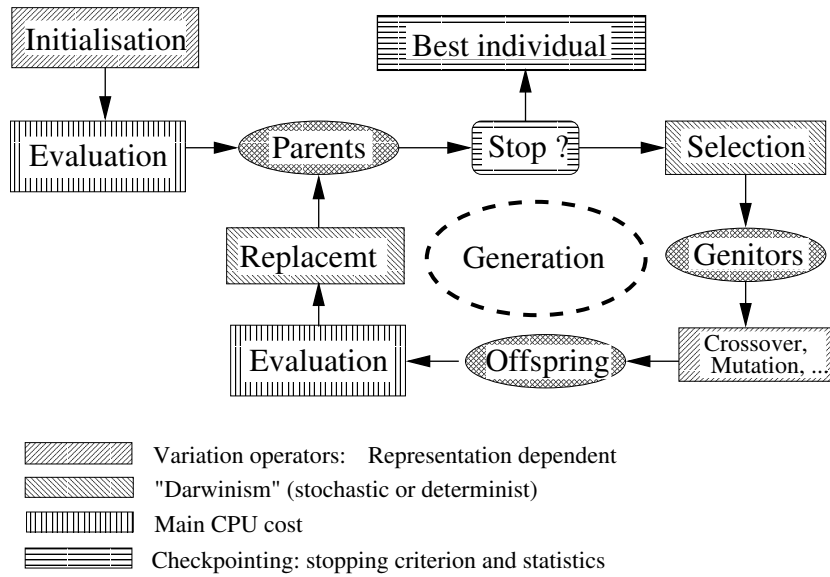 Initialisation
Best individual
Evaluation
Parents
Stop ?
Selection
Replacemt
Generation
Genitors
Evaluation
Offspring
Crossover,
Mutation, ...
Variation operators: Representation dependent
"Darwinism" (stochastic or determinist)
Main CPU cost
Checkpointing: stopping criterion and statistics